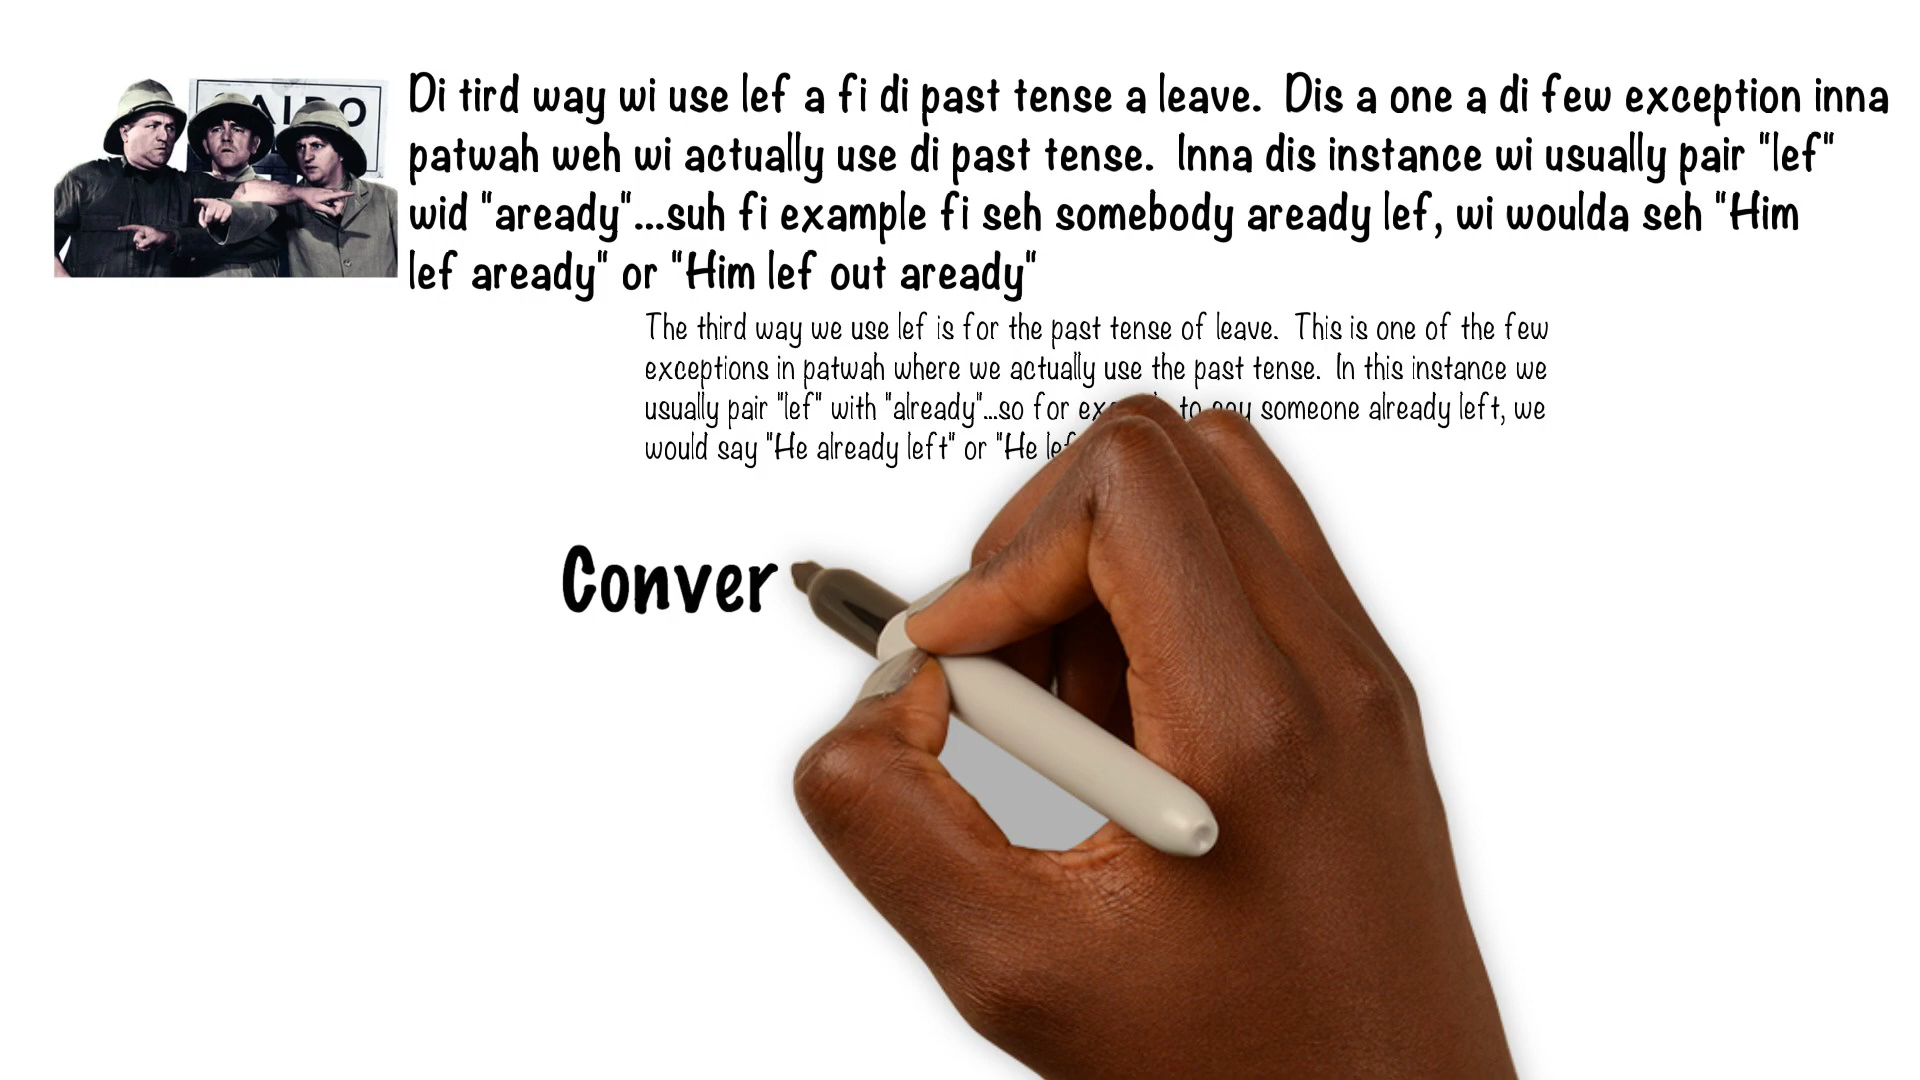 AIRO
Di tird way wi use lef a fi di past tense a leave.  Dis a one a di few exception inna
patwah weh wi actually use di past tense.  Inna dis instance wi usually pair "lef"
wid "aready"...suh fi example fi seh somebody aready lef, wi woulda seh "Him
lef aready" or "Him lef out aready"
The third way we use lef is for the past tense of leave.  This is one of the few
exceptions in patwah where we actually use the past tense.  In this instance we
usually pair "lef" with "already"...so for to say someone already left, we
would say "He already left" or "He
Conver